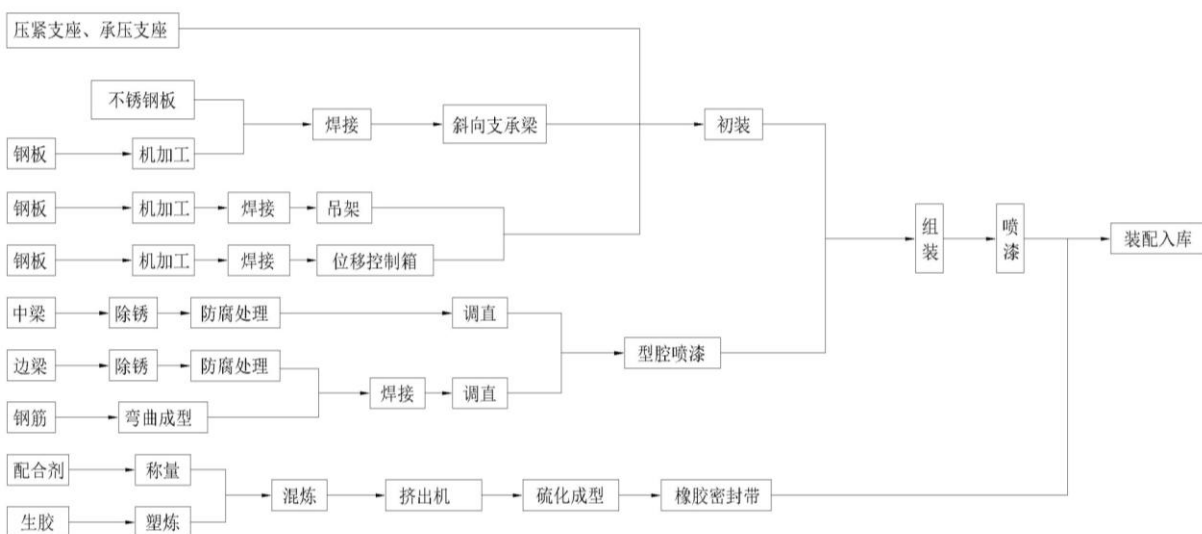 压紧支座、承压支座
不锈钢板
焊接
斜向支承梁
初装
钢板
机加工
钢板
机加工
焊接
吊架
组装
喷漆
装配入库
钢板
机加工
焊接
位移控制箱
中梁
除锈
防腐处理
调直
型腔喷漆
边梁
除锈
防腐处理
焊接
调直
钢筋
弯曲成型
配合剂
称量
混炼
挤出机
硫化成型
橡胶密封带
生胶
塑炼